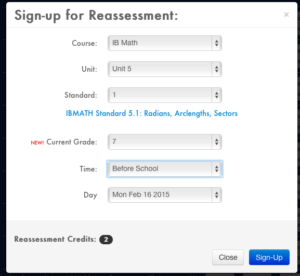 Sign-up for Reassessment: ×
Course: IB Math
Unit: Unit 5
Standard: 1
IBMATH Standard 5.1: Radians, Arclengths, Sectors
NEW! Current Grade: 7
Time: Before School
Day Mon Feb 16 2015
Reassessment Credits: 2
Close Sign-Up